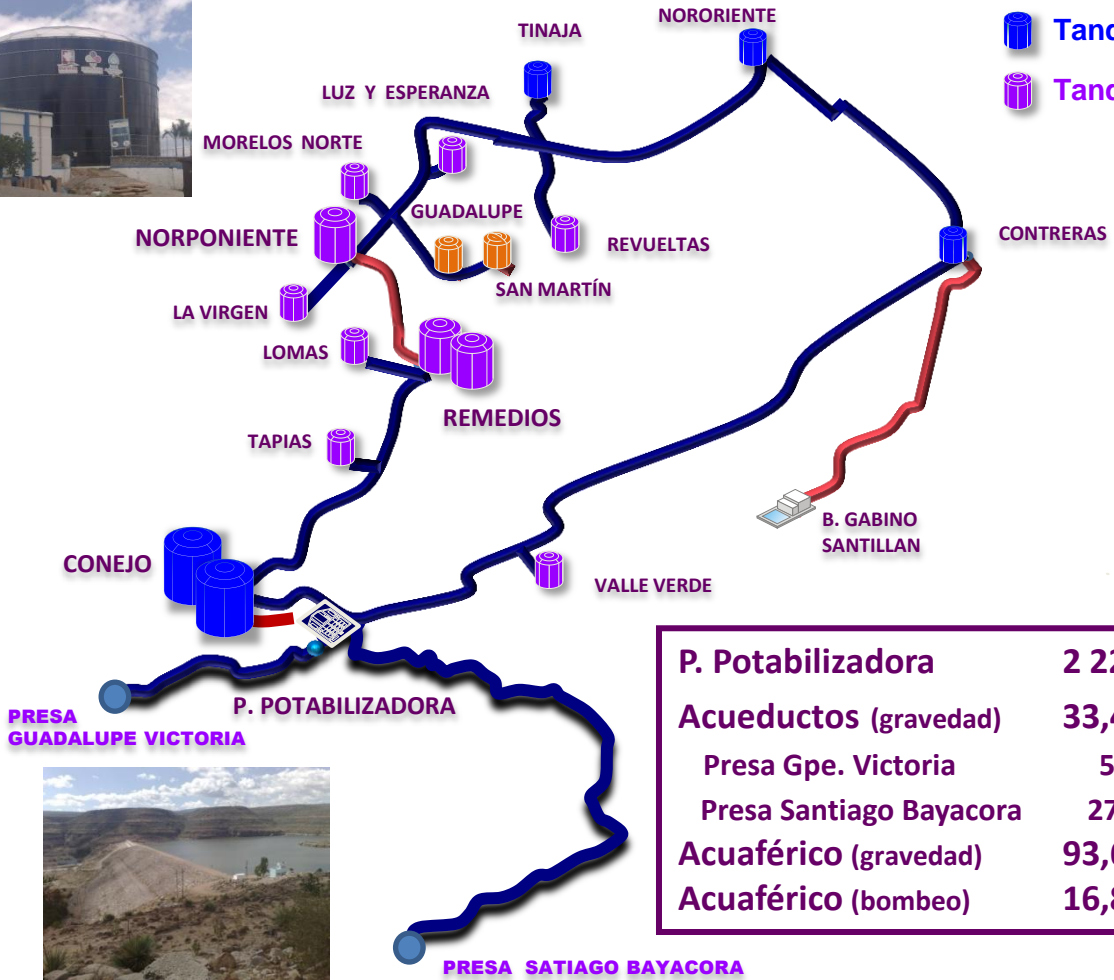 NORORIENTE
TINAJA
LUZ Y ESPERANZA
MORELOS NORTE
GUADALUPE
NORPONIENTE
REVUELTAS
CONTRERAS
SAN MARTÍN
LA VIRGEN
LOMAS
REMEDIOS
TAPIAS
B. GABINO
SANTILLAN
CONEJO
VALLE VERDE
P. POTABILIZADORA
PRESA
GUADALUPE VICTORIA
P. Potabilizadora
Acueductos (gravedad)
Presa Gpe. Victoria
Presa Santiago Bayacora
Acuaférico (gravedad)
Acuaférico (bombeo)
PRESA SATIAGO BAYACORA